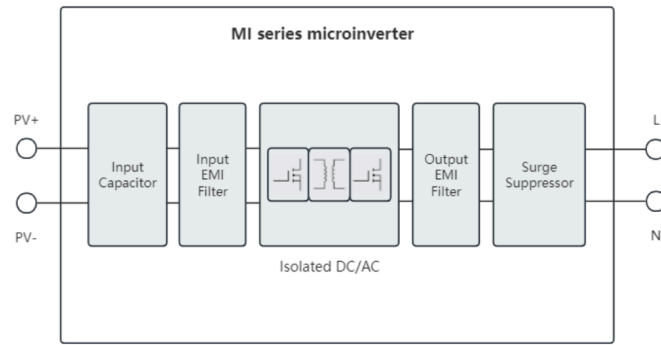 MI series microinverter
PV+
L
Input
Capacitor
Input
EMI
Filter
Output
EMI
Filter
Surge
Suppressor
PV-
N
Isolated DC/AC